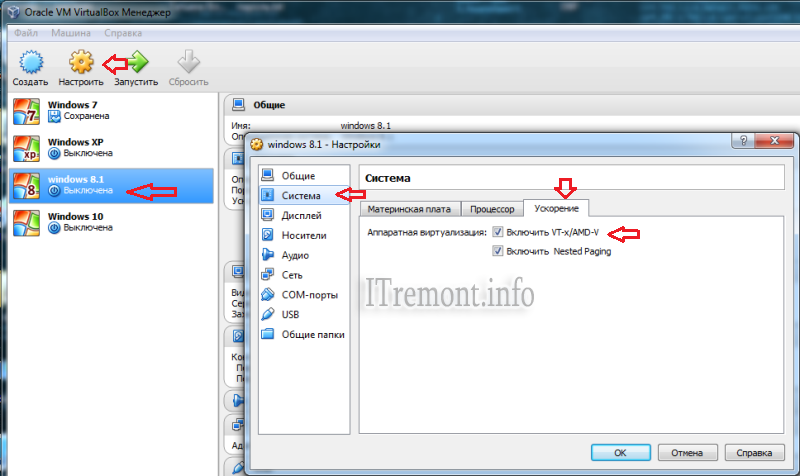 Oracle VM VirtualBox Менеджер
Файл Машина Справка
Создать Настроить Запустить Сбросить
Windows 7
Сохранена
Windows XP
Выключена
windows 8.1
Выключена
Windows 10
Выключена
Общие
Имя: windows 8.1
windows 8.1 - Настройки
Общие
Система
Дисплей
Носители
Аудио
Сеть
COM-порты
USB
Общие папки
Система
Материнская плата Процессор Ускорение
Аппаратная виртуализация: Включить VT-x/AMD-V
Включить Nested Paging
ITremont.info
OK Отмена Справка